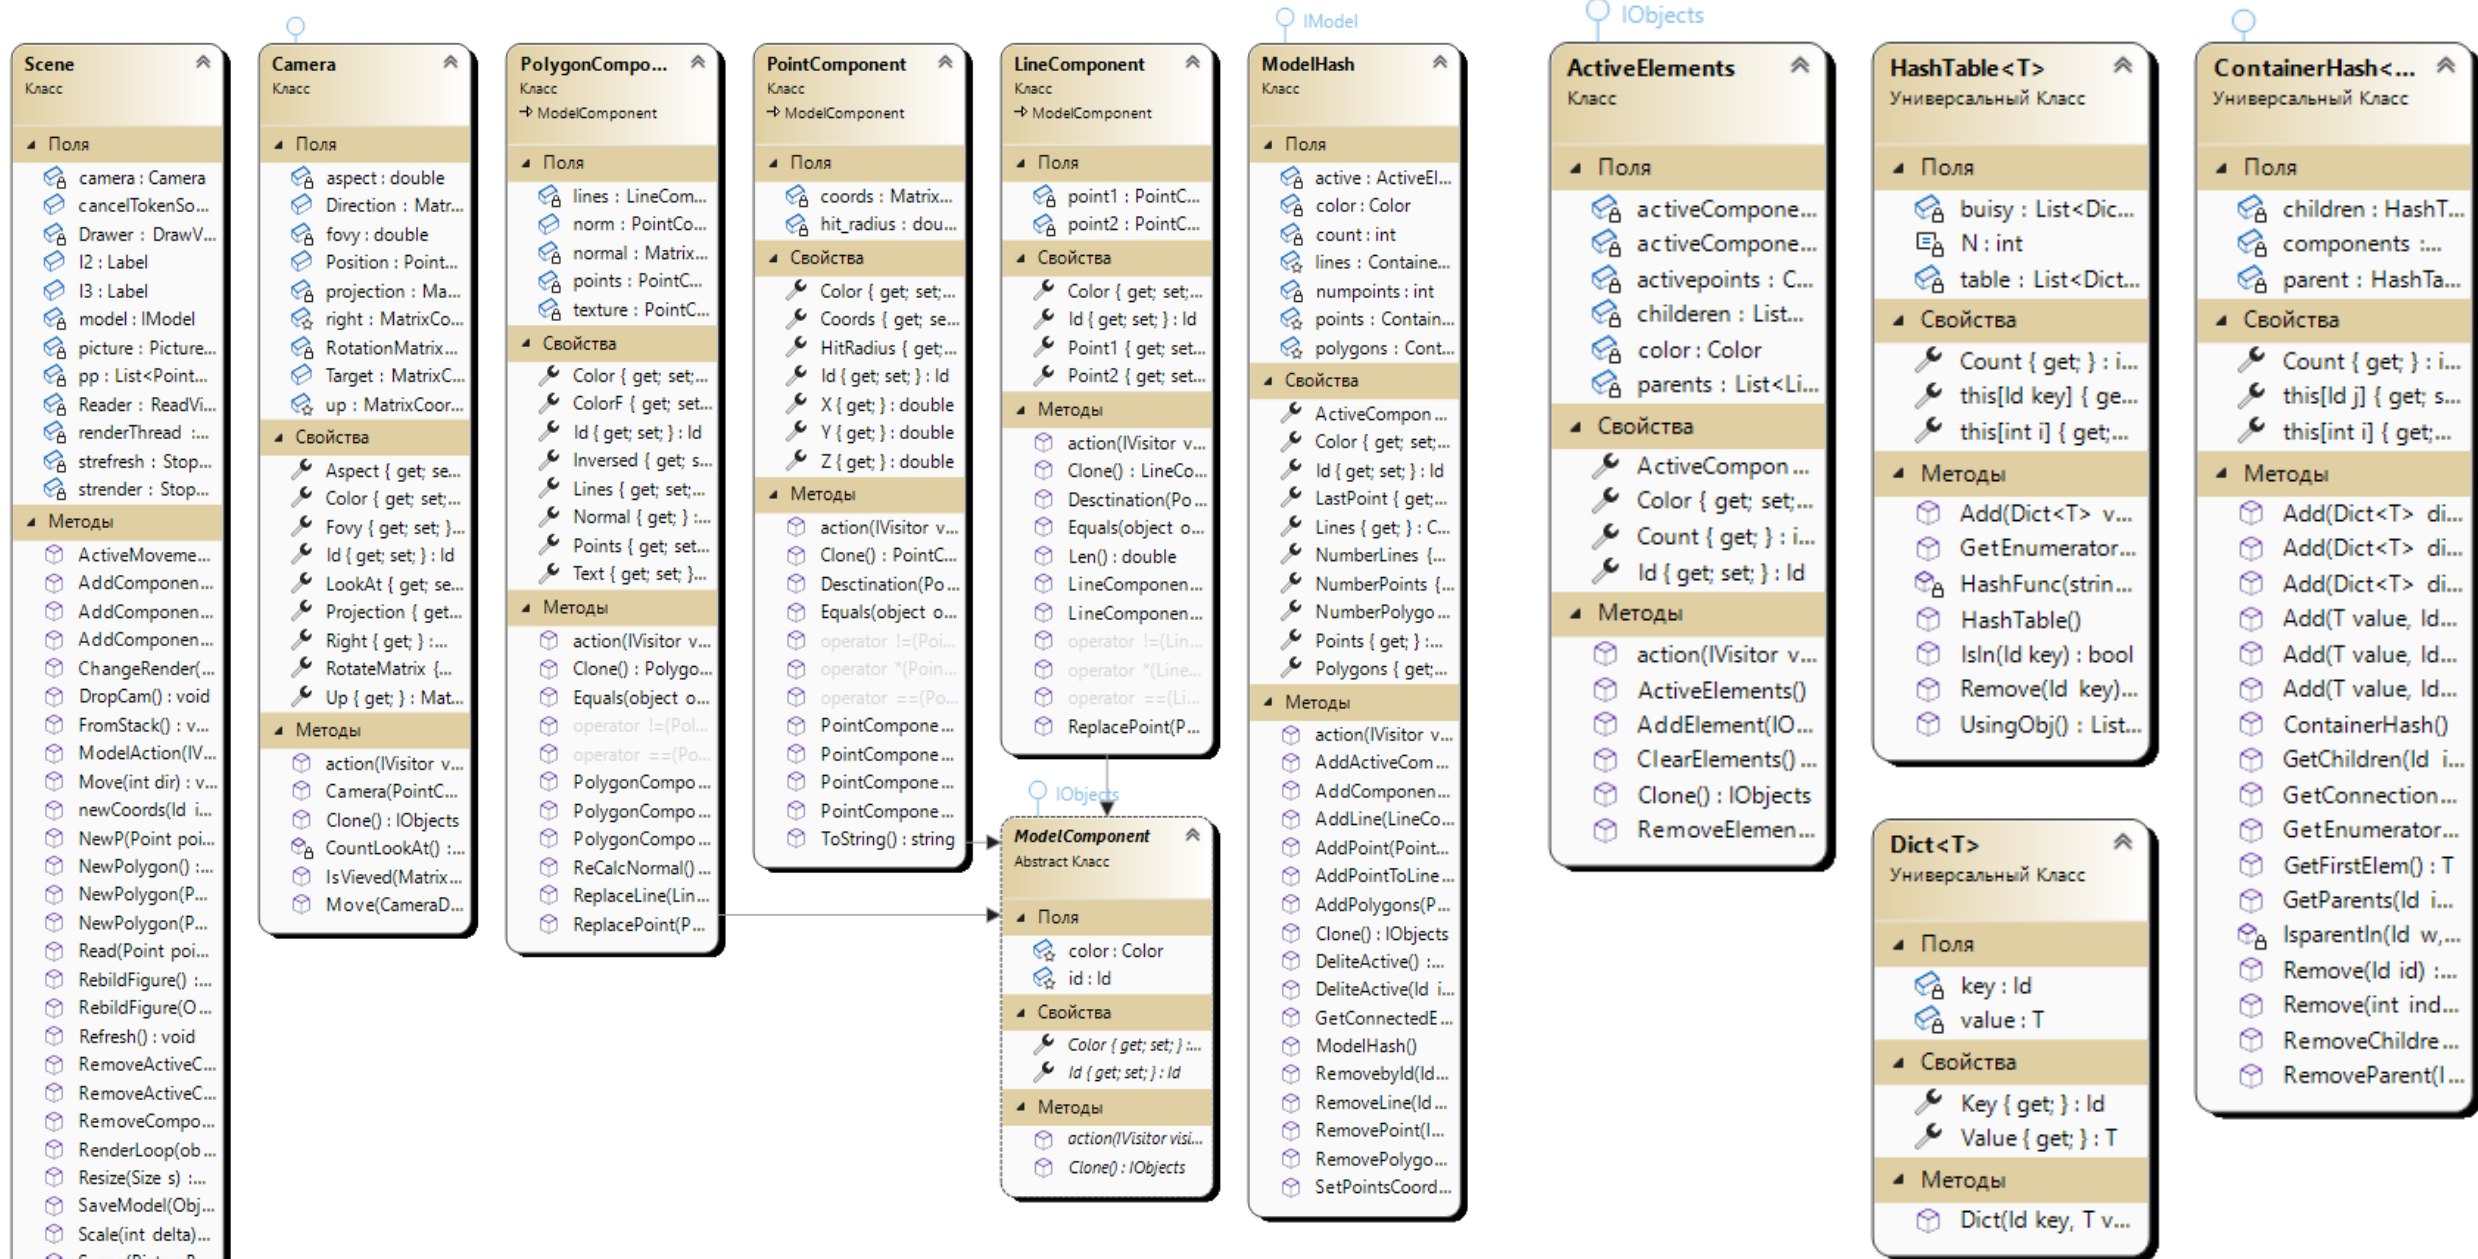 Scene
Класс
Поля
camera : Camera
cancelTokenSo...
Drawer : DrawV...
l2 : Label
l3 : Label
model : IModel
picture : Picture...
pp : List<Point...
Reader : ReadVi...
renderThread :...
strefresh : Stop...
strender : Stop...
Методы
ActiveMoveme...
AddComponen...
AddComponen...
AddComponen...
ChangeRender(...
DropCam() : void
FromStack() : v...
ModelAction(IV...
Move(int dir) : v...
newCoords(Id i...
NewP(Point poi...
NewPolygon() :...
NewPolygon(P...
NewPolygon(P...
Read(Point poi...
RebildFigure() :...
RebildFigure(O...
Refresh() : void
RemoveActiveC...
RemoveActiveC...
RemoveCompo...
RenderLoop(ob...
Resize(Size s) :...
SaveModel(Obj...
Scale(int delta)...
Camera
Класс
Поля
aspect : double
Direction : Matr...
fovy : double
Position : Point...
projection : Ma...
right : MatrixCo...
RotationMatrix...
Target : MatrixC...
up : MatrixCoor...
Свойства
Aspect { get; se...
Color { get; set;...
Fovy { get; set; }...
Id { get; set; } : Id
LookAt { get; se...
Projection { get...
Right { get; } :...
RotateMatrix {...
Up { get; } : Mat...
Методы
action(IVisitor v...
Camera(PointC...
Clone() : IObjects
CountLookAt() :...
IsVieved(Matrix...
Move(CameraD...
PolygonCompo...
Класс
ModelComponent
Поля
lines : LineCom...
norm : PointCo...
normal : Matrix...
points : PointC...
texture : PointC...
Свойства
Color { get; set;...
ColorF { get; set...
Id { get; set; } : Id
Inversed { get; s...
Lines { get; set;...
Normal { get; } :...
Points { get; set...
Text { get; set; }...
Методы
action(IVisitor v...
Clone() : Polygo...
Equals(object o...
operator !=(Pol...
operator ==(Po...
PolygonCompo...
PolygonCompo...
PolygonCompo...
ReCalcNormal() ...
ReplaceLine(Lin...
ReplacePoint(P...
PointComponent
Класс
ModelComponent
Поля
coords : Matrix...
hit_radius : dou...
Свойства
Color { get; set;...
Coords { get; se...
HitRadius { get;...
Id { get; set; } : Id
X { get; } : double
Y { get; } : double
Z { get; } : double
Методы
action(IVisitor v...
Clone() : PointC...
Desctination(Po...
Equals(object o...
operator !=(Poi...
operator *(Poin...
operator ==(Po...
PointCompone...
PointCompone...
PointCompone...
PointCompone...
ToString() : string
LineComponent
Класс
ModelComponent
Поля
point1 : PointC...
point2 : PointC...
Свойства
Color { get; set;...
Id { get; set; } : Id
Point1 { get; set...
Point2 { get; set...
Методы
action(IVisitor v...
Clone() : LineCo...
Desctination(Po...
Equals(object o...
Len() : double
LineComponen...
LineComponen...
operator !=(Lin...
operator *(Line...
operator ==(Li...
ReplacePoint(P...
IObjects
ModelComponent
Abstract Класс
Поля
color : Color
id : Id
Свойства
Color { get; set; } :...
Id { get; set; } : Id
Методы
action(IVisitor visi...
Clone() : IObjects
IModel
ModelHash
Класс
Поля
active : ActiveEl...
color : Color
count : int
lines : Containe...
numpoints : int
points : Contain...
polygons : Cont...
Свойства
ActiveCompon...
Color { get; set;...
Id { get; set; } : Id
LastPoint { get;...
Lines { get; } : C...
NumberLines {...
NumberPoints {...
NumberPolygo...
Points { get; } :...
Polygons { get;...
Методы
action(IVisitor v...
AddActiveCom...
AddComponen...
AddLine(LineCo...
AddPoint(Point...
AddPointToLine...
AddPolygons(P...
Clone() : IObjects
DeliteActive() :...
DeliteActive(Id i...
GetConnectedE...
ModelHash()
RemovebyId(Id...
RemoveLine(Id...
RemovePoint(I...
RemovePolygo...
SetPointsCoord...
IObjects
ActiveElements
Класс
Поля
activeCompone...
activeCompone...
activepoints : C...
childeren : List...
color : Color
parents : List<Li...
Свойства
ActiveCompon...
Color { get; set;...
Count { get; } : i...
Id { get; set; } : Id
Методы
action(IVisitor v...
ActiveElements()
AddElement(IO...
ClearElements() ...
Clone() : IObjects
RemoveElemen...
HashTable<T>
Универсальный Класс
Поля
buisy : List<Dic...
N : int
table : List<Dict...
Свойства
Count { get; } : i...
this[Id key] { ge...
this[int i] { get;...
Методы
Add(Dict<T> v...
GetEnumerator...
HashFunc(strin...
HashTable()
IsIn(Id key) : bool
Remove(Id key)...
UsingObj() : List...
Dict<T>
Универсальный Класс
Поля
key : Id
value : T
Свойства
Key { get; } : Id
Value { get; } : T
Методы
Dict(Id key, T v...
ContainerHash<...
Универсальный Класс
Поля
children : HashT...
components :...
parent : HashTa...
Свойства
Count { get; } : i...
this[Id j] { get; s...
this[int i] { get;...
Методы
Add(Dict<T> di...
Add(Dict<T> di...
Add(Dict<T> di...
Add(T value, Id...
Add(T value, Id...
Add(T value, Id...
ContainerHash()
GetChildren(Id i...
GetConnection...
GetEnumerator...
GetFirstElem() : T
GetParents(Id i...
IsparentIn(Id w,...
Remove(Id id) :...
Remove(int ind...
RemoveChildre...
RemoveParent(I...